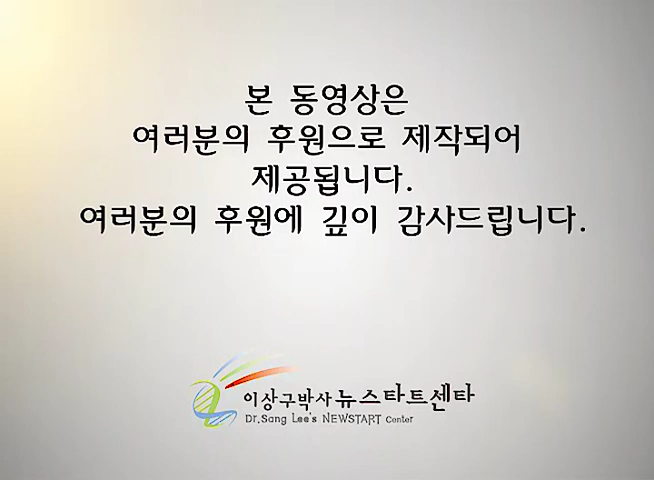 본 동영상은
여러분의 후원으로 제작되어
제공됩니다.
여러분의 후원에 깊이 감사드립니다.
이상구박사 뉴스타트센타
Dr.Sang Lee's NEWSTART Center